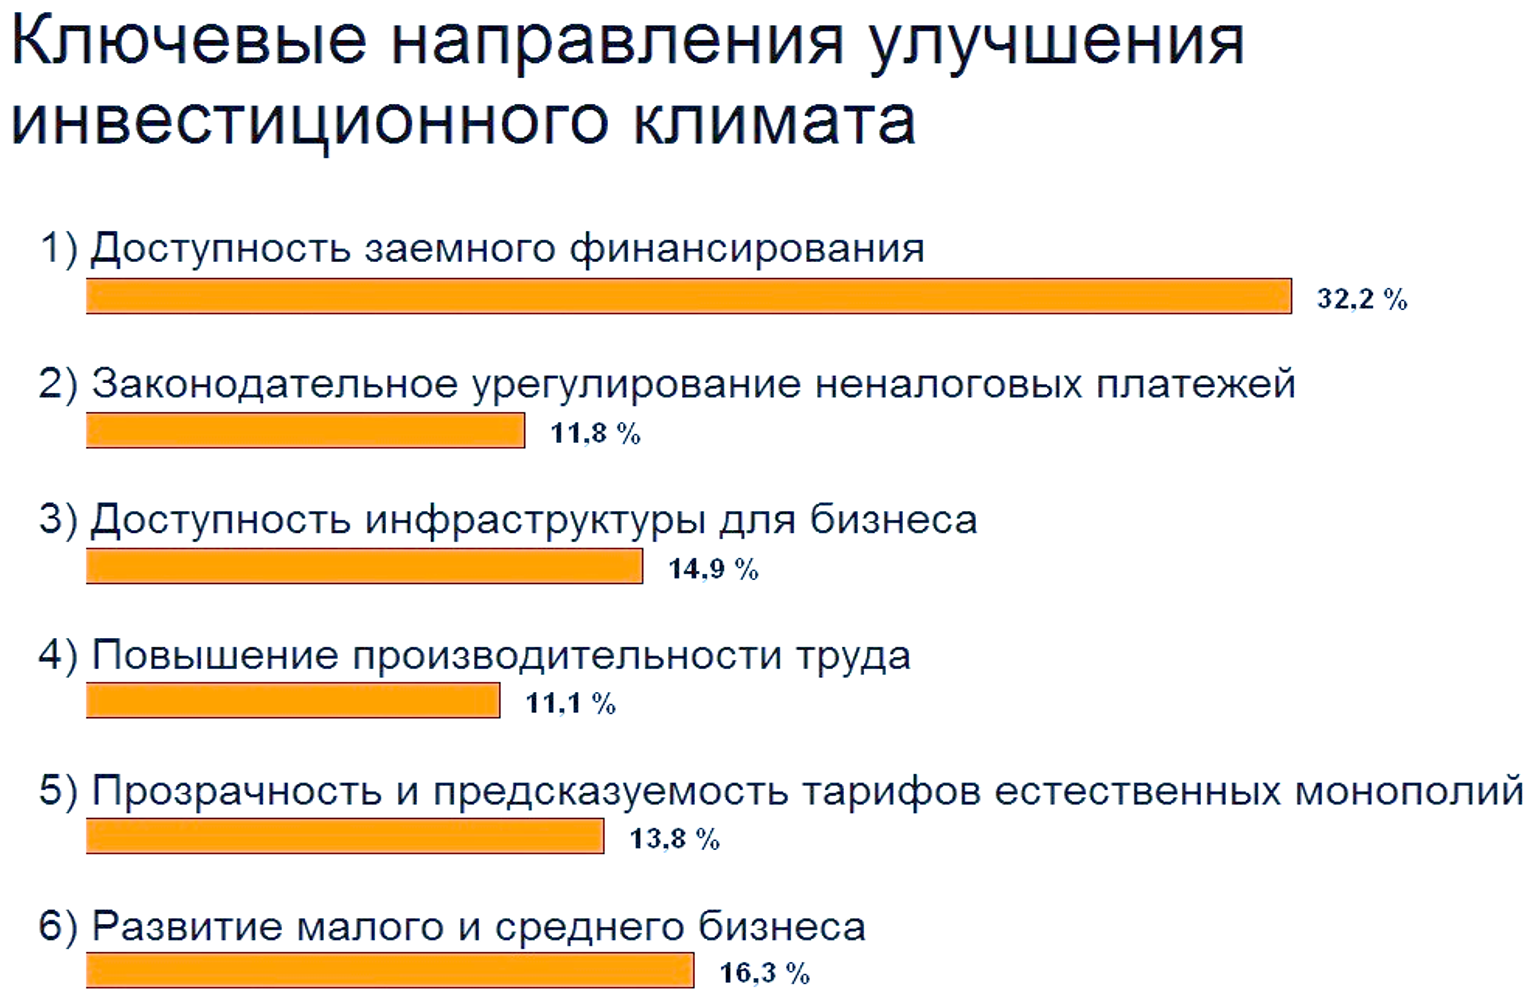 Ключевые направления улучшения
инвестиционного климата
1) Доступность заемного финансирования
32,2 %
2) Законодательное урегулирование неналоговых платежей
11,8 %
3) Доступность инфраструктуры для бизнеса
14,9 %
4) Повышение производительности труда
11,1 %
5) Прозрачность и предсказуемость тарифов естественных монополий
13,8 %
6) Развитие малого и среднего бизнеса
16,3 %